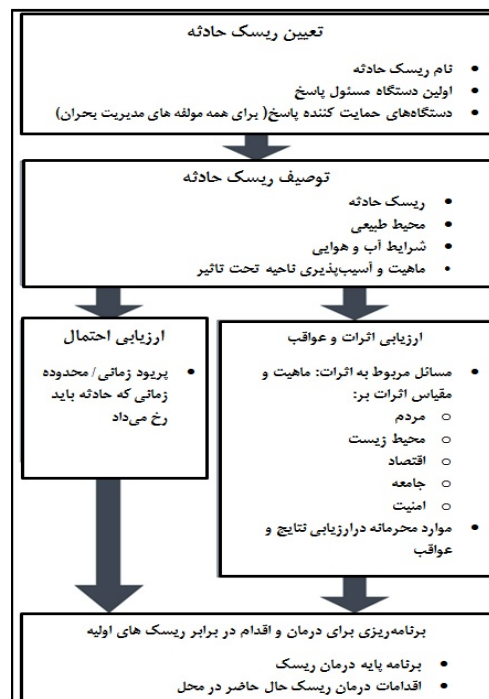 تعیین ریسک حادثه
• نام ریسک حادثه
• اولین دستگاه مسئول پاسخ
• دستگاه‌های حمایت کننده پاسخ( برای همه مولفه های مدیریت بحران)
توصیف ریسک حادثه
• ریسک حادثه
• محیط طبیعی
• شرایط آب و هوایی
• ماهیت و آسیب‌پذیری ناحیه تحت تاثیر
ارزیابی اثرات و عواقب
• مسائل مربوط به اثرات: ماهیت و
مقیاس اثرات بر:
○ مردم
○ محیط زیست
○ اقتصاد
○ جامعه
○ امنیت
• موارد محرمانه درارزیابی نتایج و
عواقب
ارزیابی احتمال
• پریود زمانی/ محدوده
زمانی که حادثه باید
رخ می‌داد
برنامه‌ریزی برای درمان و اقدام در برابر ریسک های اولیه
• برنامه پایه درمان ریسک
• اقدامات درمان ریسک حال حاضر در محل